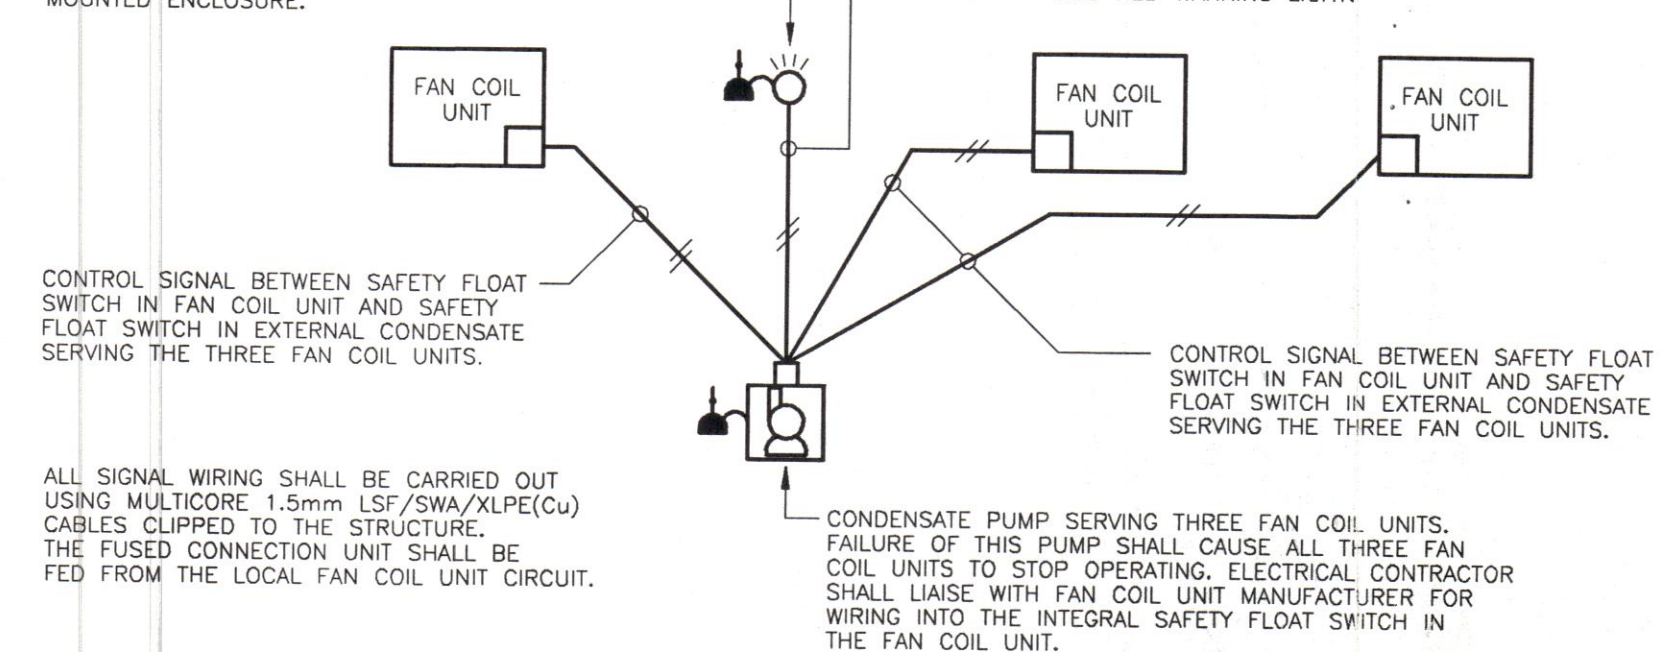 MOUNTED ENCLOSURE.
FAN COIL
UNIT
FAN COIL
UNIT
FAN COIL
UNIT
CONTROL SIGNAL BETWEEN SAFETY FLOAT
SWITCH IN FAN COIL UNIT AND SAFETY
FLOAT SWITCH IN EXTERNAL CONDENSATE
SERVING THE THREE FAN COIL UNITS.
CONTROL SIGNAL BETWEEN SAFETY FLOAT
SWITCH IN FAN COIL UNIT AND SAFETY
FLOAT SWITCH IN EXTERNAL CONDENSATE
SERVING THE THREE FAN COIL UNITS.
ALL SIGNAL WIRING SHALL BE CARRIED OUT
USING MULTICORE 1.5mm LSF/SWA/XLPE(Cu)
CABLES CLIPPED TO THE STRUCTURE.
THE FUSED CONNECTION UNIT SHALL BE
FED FROM THE LOCAL FAN COIL UNIT CIRCUIT.
CONDENSATE PUMP SERVING THREE FAN COIL UNITS.
FAILURE OF THIS PUMP SHALL CAUSE ALL THREE FAN
COIL UNITS TO STOP OPERATING. ELECTRICAL CONTRACTOR
SHALL LIAISE WITH FAN COIL UNIT MANUFACTURER FOR
WIRING INTO THE INTEGRAL SAFETY FLOAT SWITCH IN
THE FAN COIL UNIT.